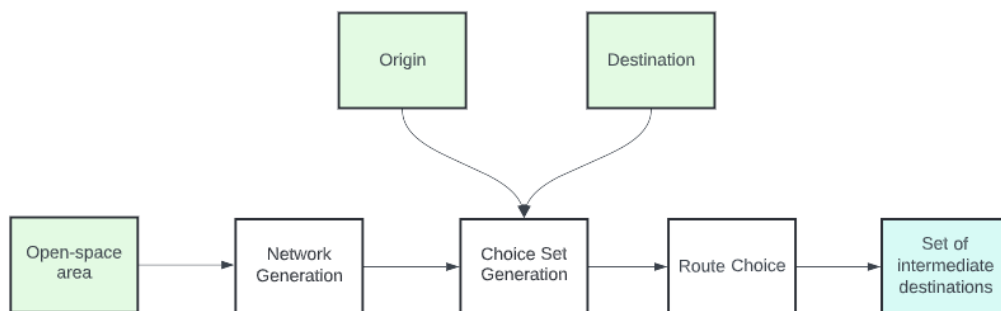 Origin
Destination
Open-space
area
Network
Generation
Choice Set
Generation
Route Choice
Set of
intermediate
destinations